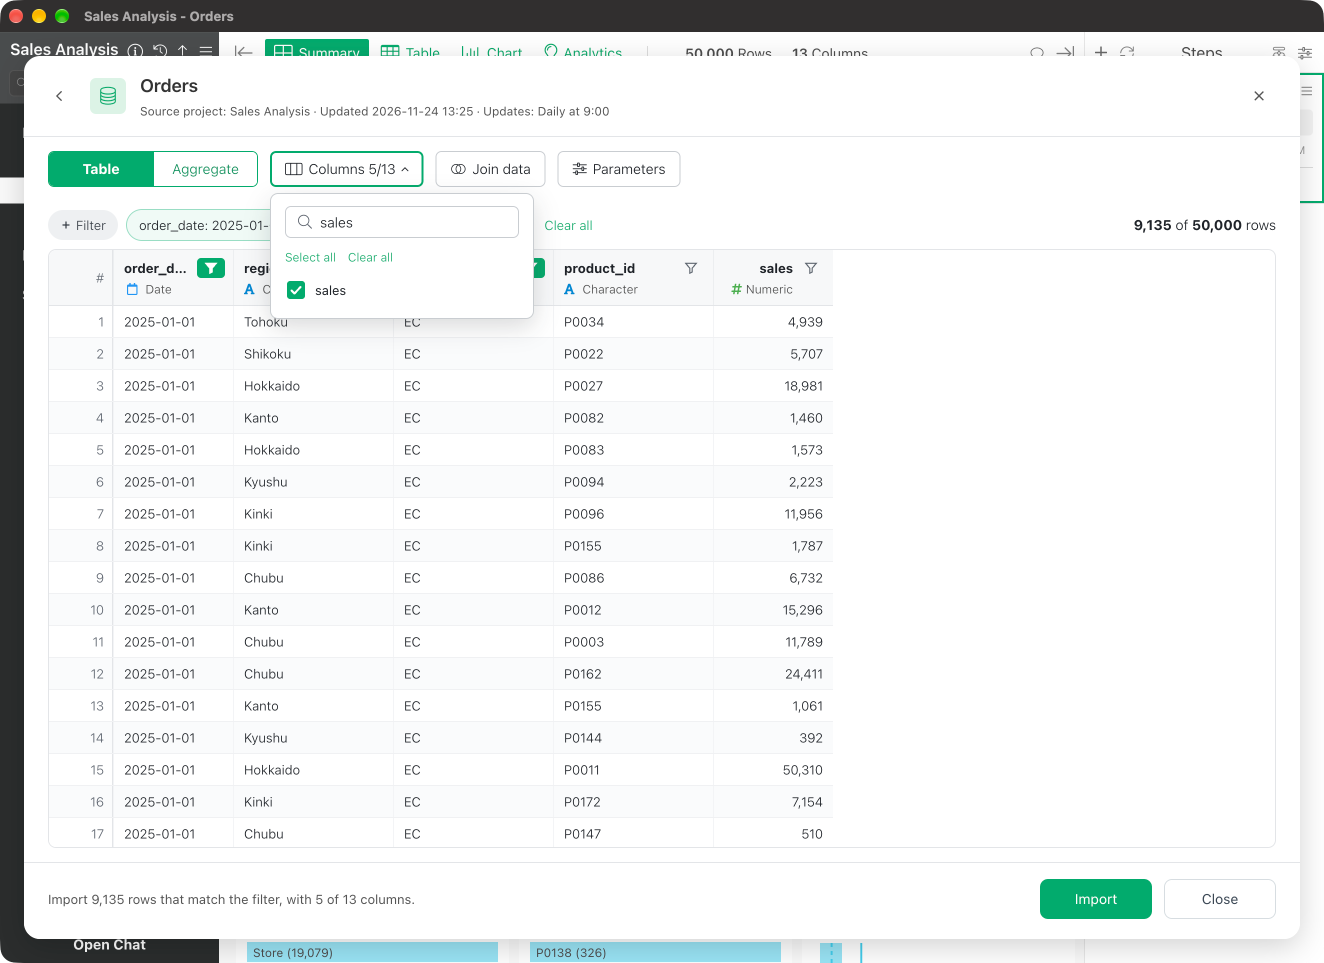 Sales Analysis - Orders
Sales Analysis
Summary
Table
Chart
Analytics
50,000 Rows
13 Columns
Steps
Orders
Source project: Sales Analysis · Updated 2026-11-24 13:25 · Updates: Daily at 9:00
Table
Aggregate
Columns 5/13
Join data
Parameters
+ Filter
order_date: 2025-01-
Clear all
9,135 of 50,000 rows
sales
Select all
Clear all
sales
# order_d... regi product_id sales
Date C Character # Numeric
1 2025-01-01 Tohoku EC P0034 4,939
2 2025-01-01 Shikoku EC P0022 5,707
3 2025-01-01 Hokkaido EC P0027 18,981
4 2025-01-01 Kanto EC P0082 1,460
5 2025-01-01 Hokkaido EC P0083 1,573
6 2025-01-01 Kyushu EC P0094 2,223
7 2025-01-01 Kinki EC P0096 11,956
8 2025-01-01 Kinki EC P0155 1,787
9 2025-01-01 Chubu EC P0086 6,732
10 2025-01-01 Kanto EC P0012 15,296
11 2025-01-01 Chubu EC P0003 11,789
12 2025-01-01 Chubu EC P0162 24,411
13 2025-01-01 Kanto EC P0155 1,061
14 2025-01-01 Kyushu EC P0144 392
15 2025-01-01 Hokkaido EC P0011 50,310
16 2025-01-01 Kinki EC P0172 7,154
17 2025-01-01 Chubu EC P0147 510
Import 9,135 rows that match the filter, with 5 of 13 columns.
Import
Close
Open Chat
Store (19,079)
P0138 (326)